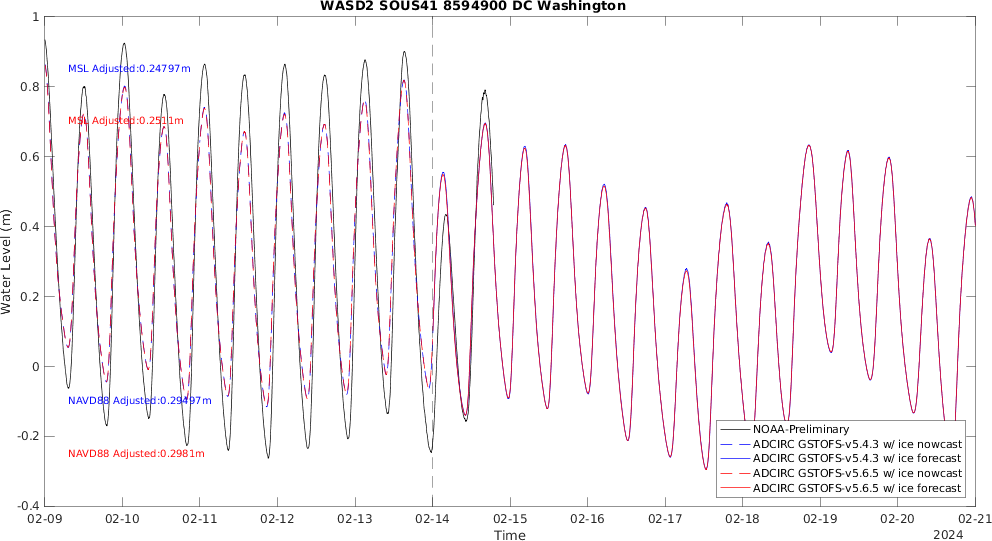 WASD2 SOUS41 8594900 DC Washington
1
0.8
0.6
0.4
0.2
0
-0.2
-0.4
Water Level (m)
MSL Adjusted:0.24797m
MSL Adjusted:0.2511m
NAVD88 Adjusted:0.29497m
NAVD88 Adjusted:0.2981m
NOAA-Preliminary
ADCIRC GSTOFS-v5.4.3 w/ ice nowcast
ADCIRC GSTOFS-v5.4.3 w/ ice forecast
ADCIRC GSTOFS-v5.6.5 w/ ice nowcast
ADCIRC GSTOFS-v5.6.5 w/ ice forecast
02-09 02-10 02-11 02-12 02-13 02-14 02-15 02-16 02-17 02-18 02-19 02-20 02-21
Time
2024